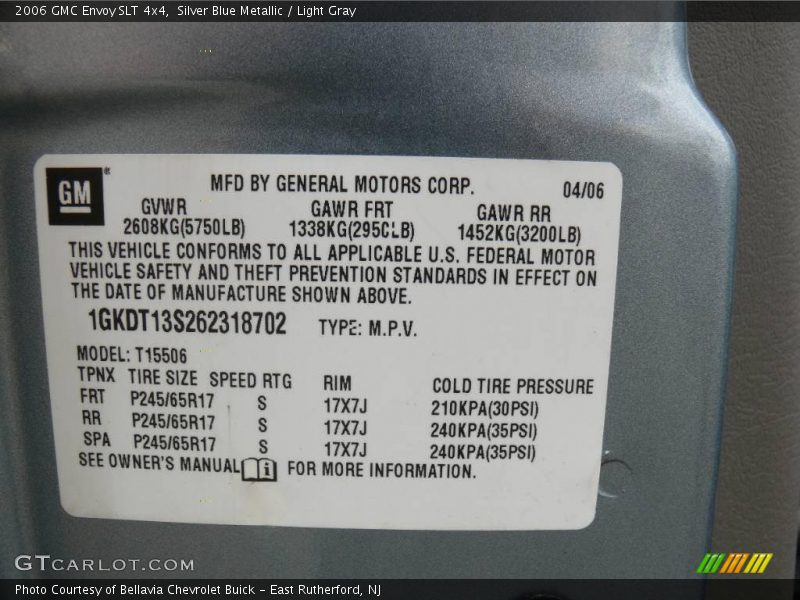 2006 GMC Envoy SLT 4x4, Silver Blue Metallic / Light Gray
GM
MFD BY GENERAL MOTORS CORP. 04/06
GVWR GAWR FRT GAWR RR
2608KG(5750LB) 1338KG(2950LB) 1452KG(3200LB)
THIS VEHICLE CONFORMS TO ALL APPLICABLE U.S. FEDERAL MOTOR
VEHICLE SAFETY AND THEFT PREVENTION STANDARDS IN EFFECT ON
THE DATE OF MANUFACTURE SHOWN ABOVE.
1GKDT13S262318702 TYPE: M.P.V.
MODEL: T15506
TPNX TIRE SIZE SPEED RTG RIM COLD TIRE PRESSURE
FRT P245/65R17 S 17X7J 210KPA(30PSI)
RR P245/65R17 S 17X7J 240KPA(35PSI)
SPA P245/65R17 S 17X7J 240KPA(35PSI)
SEE OWNER'S MANUAL i FOR MORE INFORMATION.
GTCARLOT.COM
Photo Courtesy of Bellavia Chevrolet Buick - East Rutherford, NJ